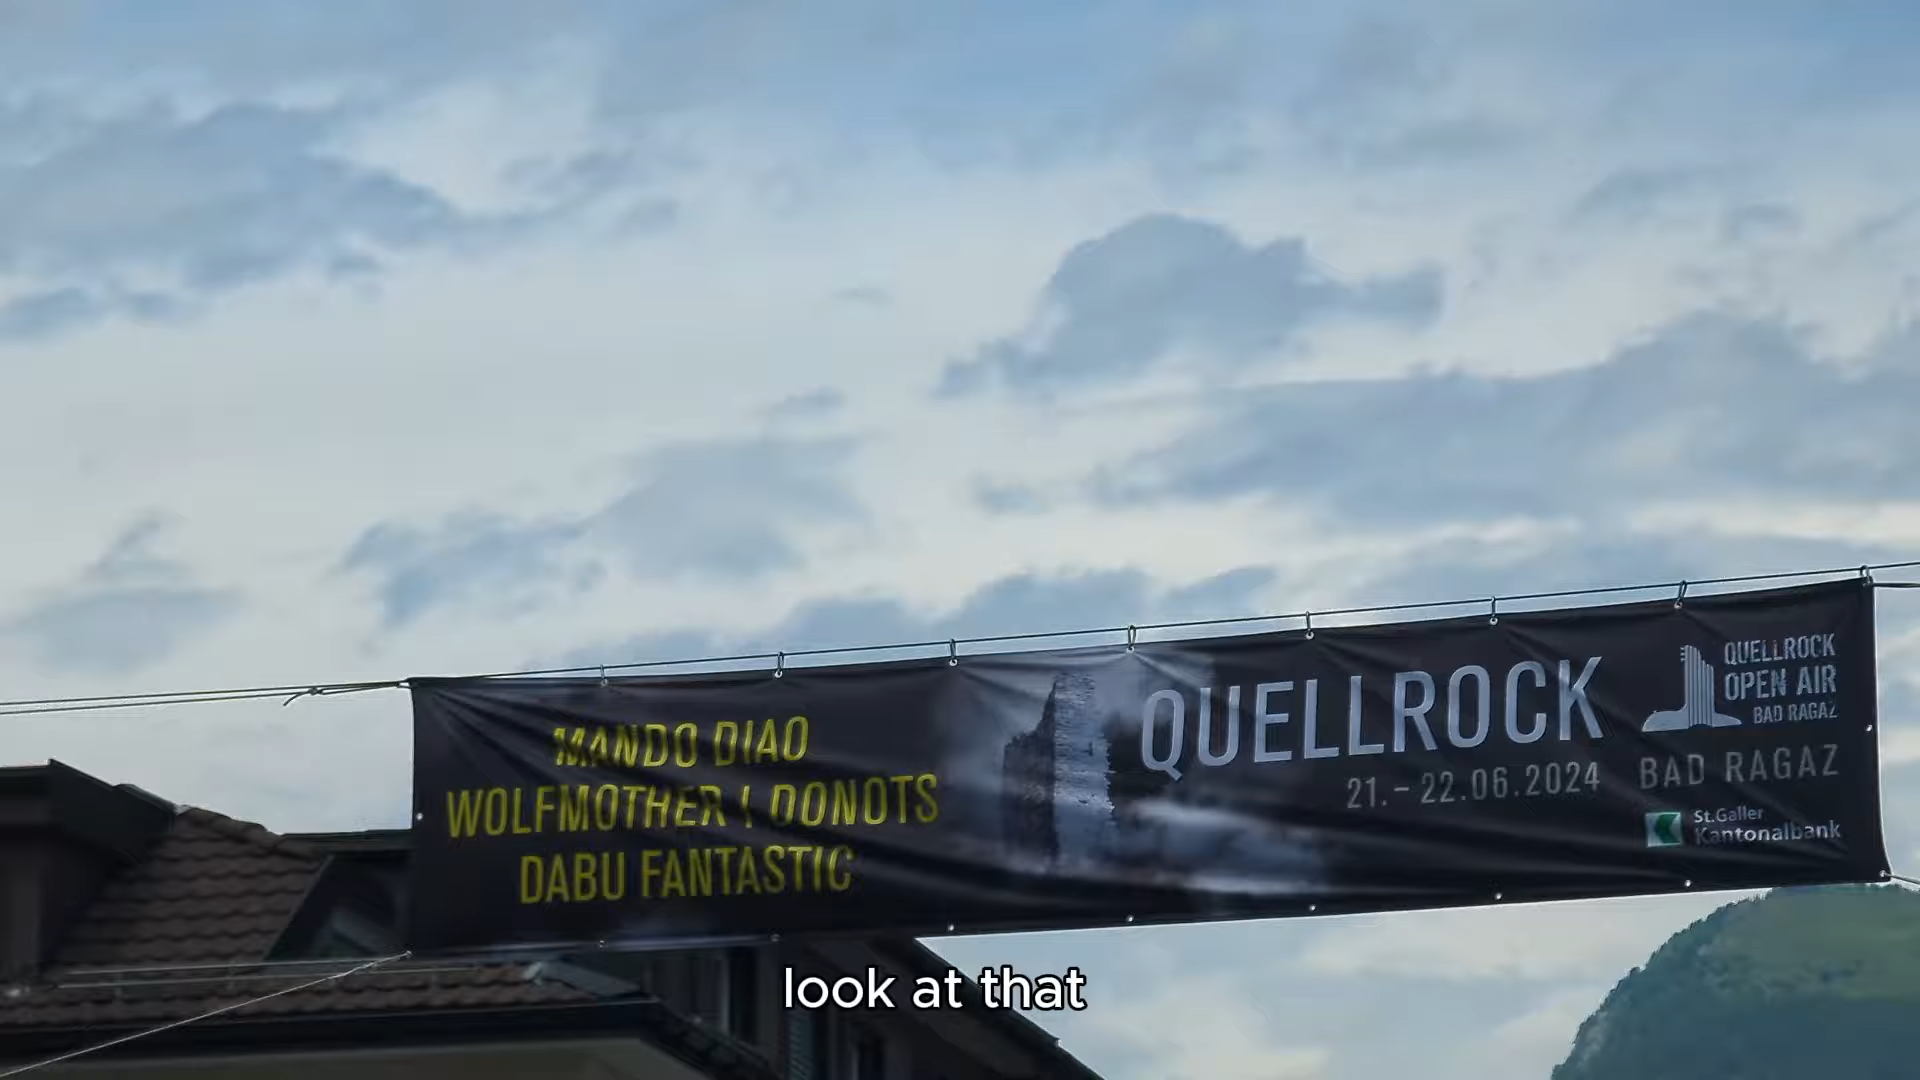 MANDO DIAO
WOLFMOTHER | DONOTS
DABU FANTASTIC
QUELLROCK
21.– 22.06.2024 BAD RAGAZ
QUELLROCK
OPEN AIR
BAD RAGAZ
St.Galler
Kantonalbank
look at that